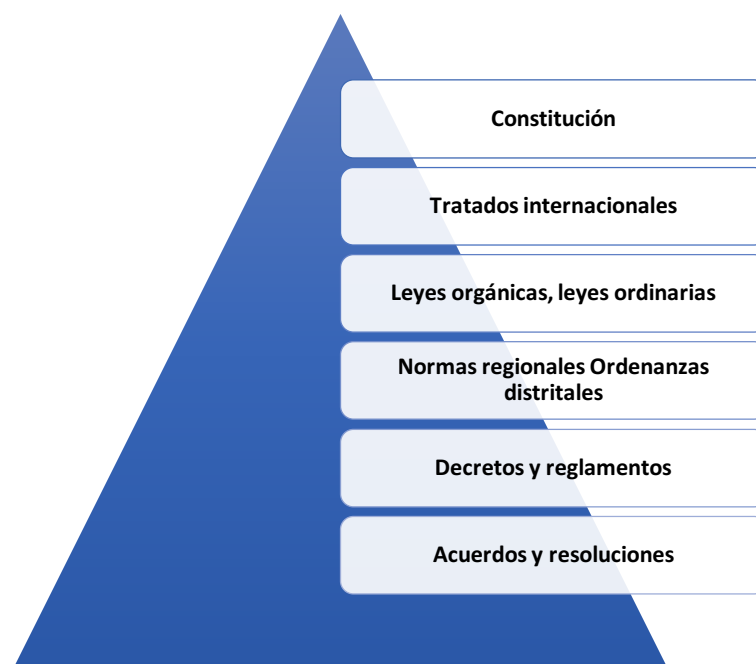 Constitución
Tratados internacionales
Leyes orgánicas, leyes ordinarias
Normas regionales Ordenanzas
distritales
Decretos y reglamentos
Acuerdos y resoluciones